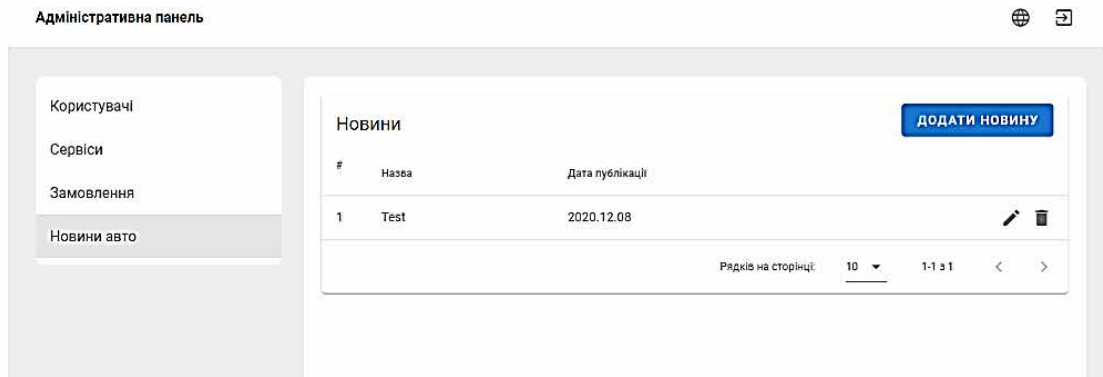 Адміністративна панель
Користувачі
Сервіси
Замовлення
Новини авто
Новини
ДОДАТИ НОВИНУ
# Назва Дата публікації
1 Test 2020.12.08
Рядків на сторінці: 10 1-1 з 1